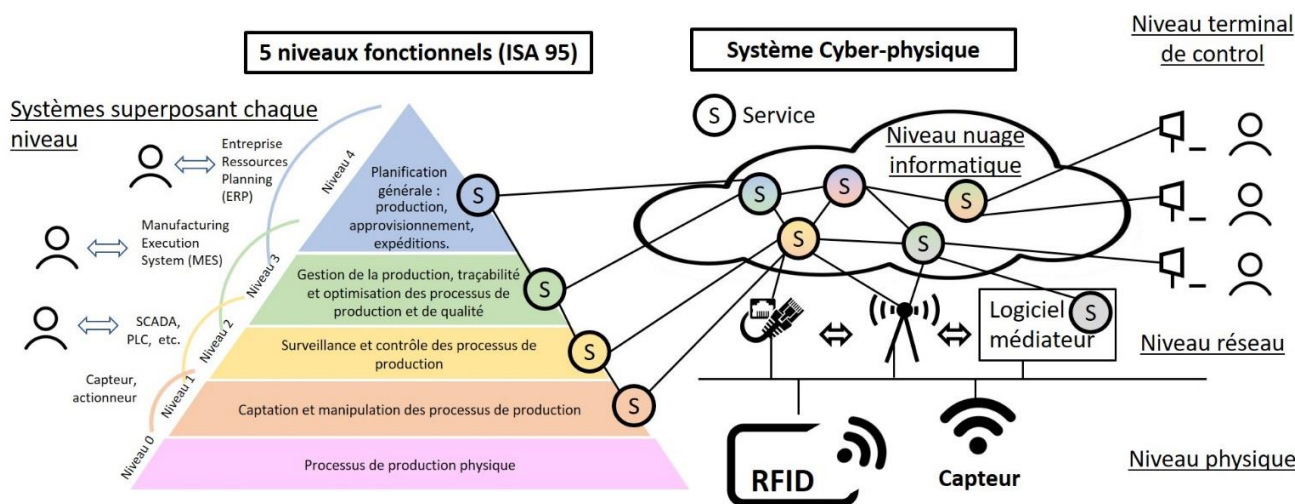 5 niveaux fonctionnels (ISA 95)
Système Cyber-physique
Niveau terminal
de control
Systèmes superposant chaque
niveau
Entreprise
Ressources
Planning
(ERP)
Manufacturing
Execution
System (MES)
SCADA,
PLC, etc.
Capteur,
actionneur
Niveau 4
Niveau 3
Niveau 2
Niveau 1
Niveau 0
Planification
générale :
production,
approvisionnement,
expéditions.
S
Gestion de la production, traçabilité
et optimisation des processus de
production et de qualité
S
Surveillance et contrôle des processus de
production
S
Captation et manipulation des processus de production
S
Processus de production physique
S Service
Niveau nuage
informatique
S
S
S
S
S
Logiciel
médiateur
S
Niveau réseau
RFID
Capteur
Niveau physique